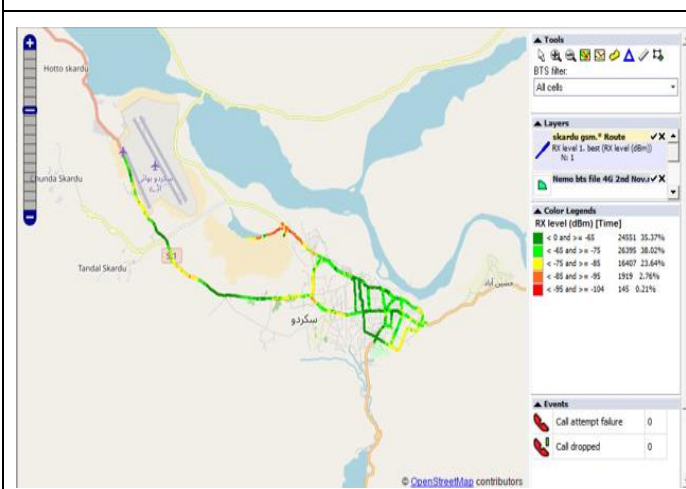 Hotto skardu
Chunda Skardu
سکردو
Tandal Skardu
S-1
حسین آباد
© OpenStreetMap contributors
Tools
BTS filter:
All cells
Layers
skardu gsm.* Route
RX level 1. best (RX level (dBm))
N: 1
Nemo bts file 4G 2nd Nov.
Color Legends
RX level (dBm) [Time]
< 0 and >= -65 24551 35.37%
< -65 and >= -75 26395 38.02%
< -75 and >= -85 16407 23.64%
< -85 and >= -95 1919 2.76%
< -95 and >= -104 145 0.21%
Events
Call attempt failure 0
Call dropped 0